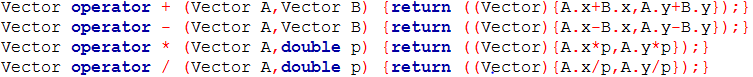 Vector operator + (Vector A,Vector B) {return ((Vector){A.x+B.x,A.y+B.y});}
Vector operator - (Vector A,Vector B) {return ((Vector){A.x-B.x,A.y-B.y});}
Vector operator * (Vector A,double p) {return ((Vector){A.x*p,A.y*p});}
Vector operator / (Vector A,double p) {return ((Vector){A.x/p,A.y/p});}